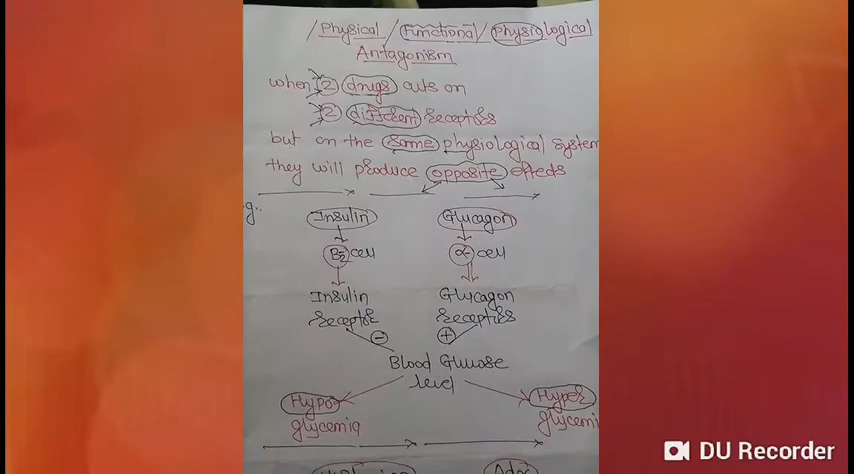 /Physical /Functional/ Physiological
Antagonism
when 2 drugs acts on
2 different receptors
but on the same physiological system
they will produce opposite effects
g..
Insulin Glucagon
B cell α- cell
Insulin Glucagon
receptor receptors
- +
Blood Glucose
level
Hypo Hyper
glycemia glycemi
DU Recorder